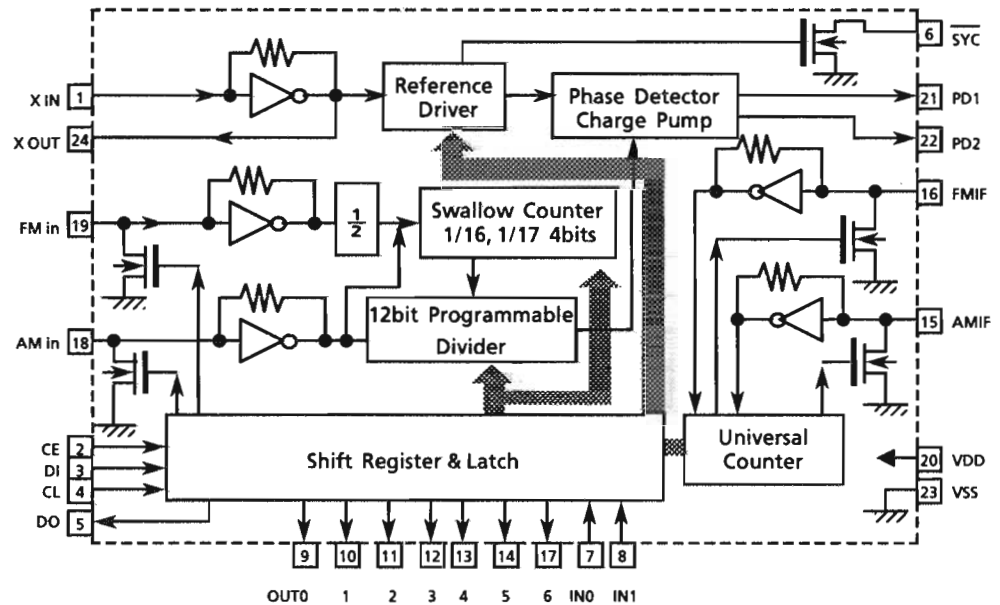 6 SYC
X IN 1
Reference
Driver
Phase Detector
Charge Pump
21 PD1
X OUT 24
22 PD2
16 FMIF
FM in 19
1
2
Swallow Counter
1/16, 1/17 4bits
12bit Programmable
Divider
15 AMIF
AM in 18
CE 2
DI 3
CL 4
DO 5
Shift Register & Latch
Universal
Counter
20 VDD
23 VSS
9 10 11 12 13 14 17 7 8
OUT0 1 2 3 4 5 6 IN0 IN1